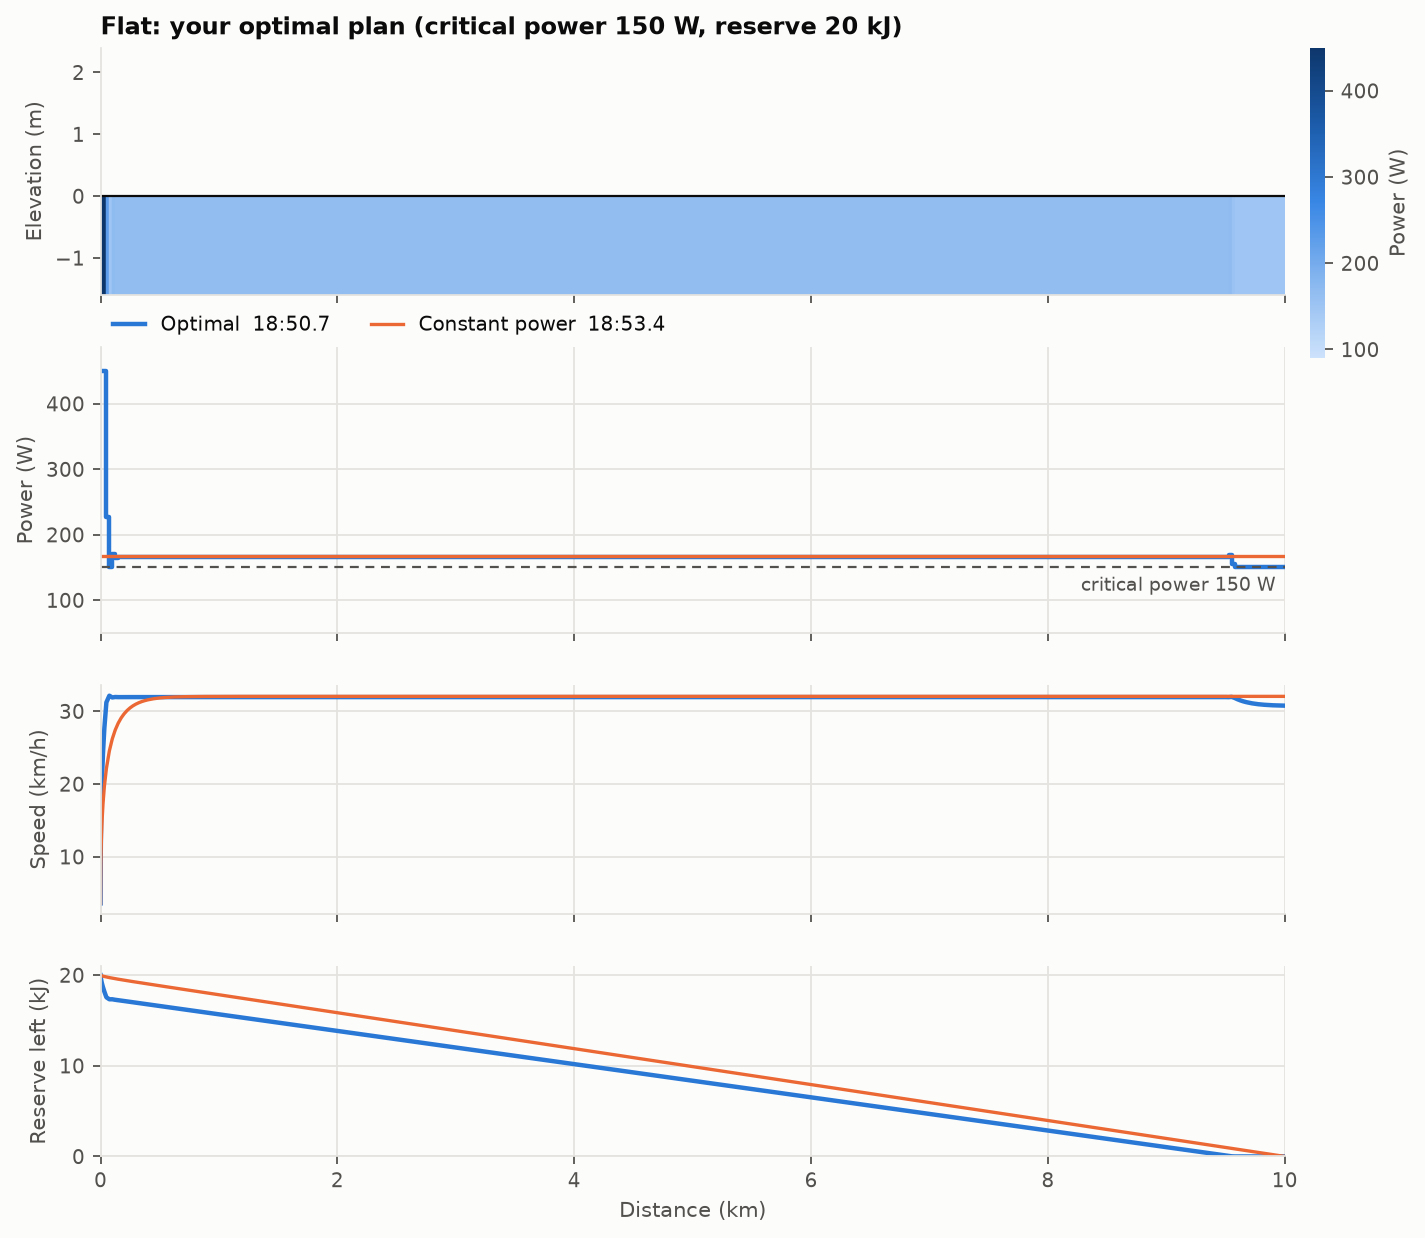 Flat: your optimal plan (critical power 150 W, reserve 20 kJ)
2
1
0
−1
Elevation (m)
400
300
200
100
Power (W)
Optimal 18:50.7
Constant power 18:53.4
400
300
200
100
Power (W)
critical power 150 W
30
20
10
Speed (km/h)
20
10
0
Reserve left (kJ)
0 2 4 6 8 10
Distance (km)